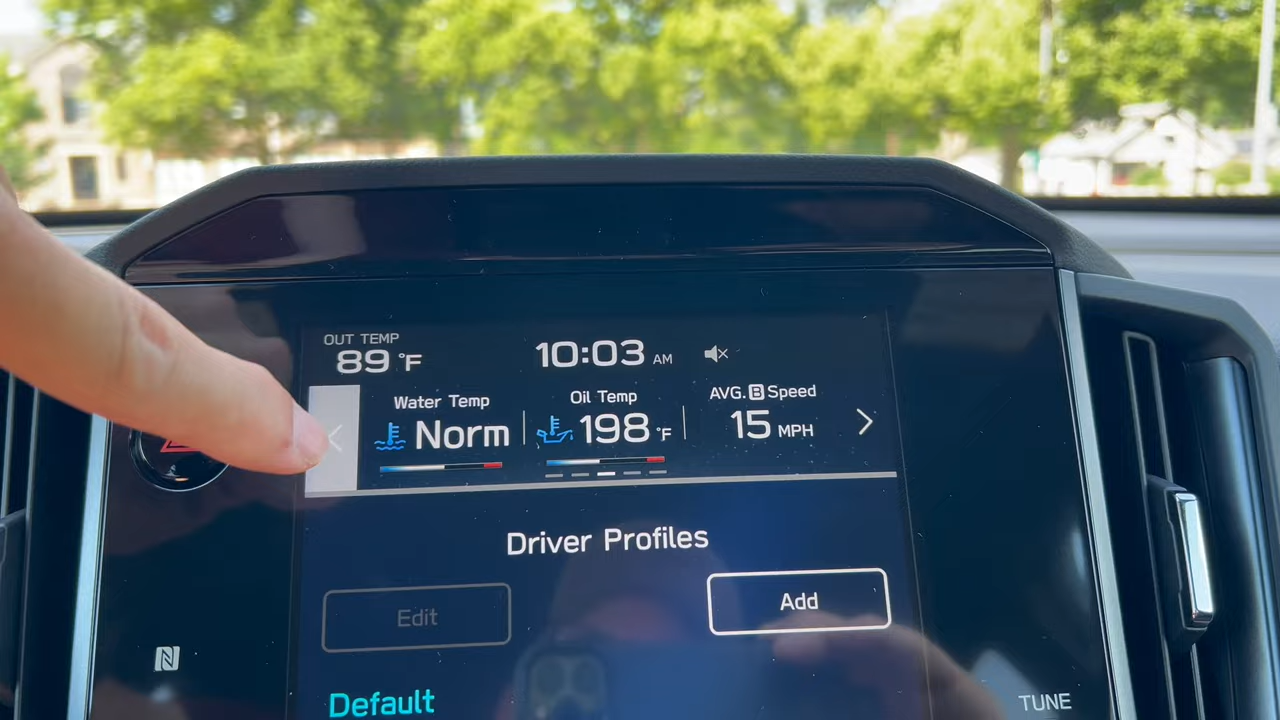 OUT TEMP
89 °F
10:03 AM
Water Temp
Norm
Oil Temp
198 °F
AVG. B Speed
15 MPH
Driver Profiles
Edit
Add
Default
TUNE